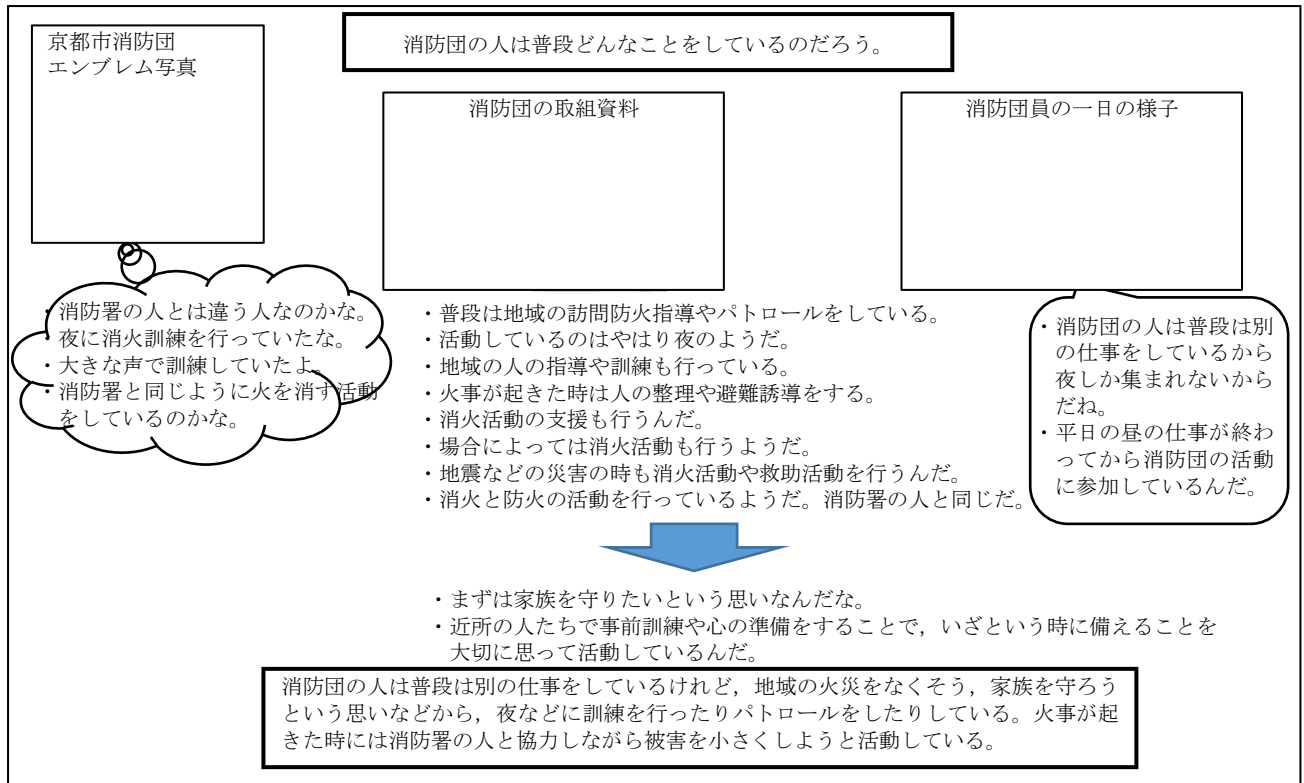 京都市消防団
エンブレム写真
消防団の人は普段どんなことをしているのだろう。
消防団の取組資料
消防団員の一日の様子
・消防署の人とは違う人なのかな。
夜に消火訓練を行っていたな。
・大きな声で訓練していたよ。
・消防署と同じように火を消す活動
をしているのかな。
・普段は地域の訪問防火指導やパトロールをしている。
・活動しているのはやはり夜のようだ。
・地域の人の指導や訓練も行っている。
・火事が起きた時は人の整理や避難誘導をする。
・消火活動の支援も行うんだ。
・場合によっては消火活動も行うようだ。
・地震などの災害の時も消火活動や救助活動を行うんだ。
・消火と防火の活動を行っているようだ。消防署の人と同じだ。
・消防団の人は普段は別
の仕事をしているから
夜しか集まれないから
だね。
・平日の昼の仕事が終わ
ってから消防団の活動
に参加しているんだ。
・まずは家族を守りたいという思いなんだな。
・近所の人たちで事前訓練や心の準備をすることで，いざという時に備えることを
大切に思って活動しているんだ。
消防団の人は普段は別の仕事をしているけれど，地域の火災をなくそう，家族を守ろう
という思いなどから，夜などに訓練を行ったりパトロールをしたりしている。火事が起
きた時には消防署の人と協力しながら被害を小さくしようと活動している。